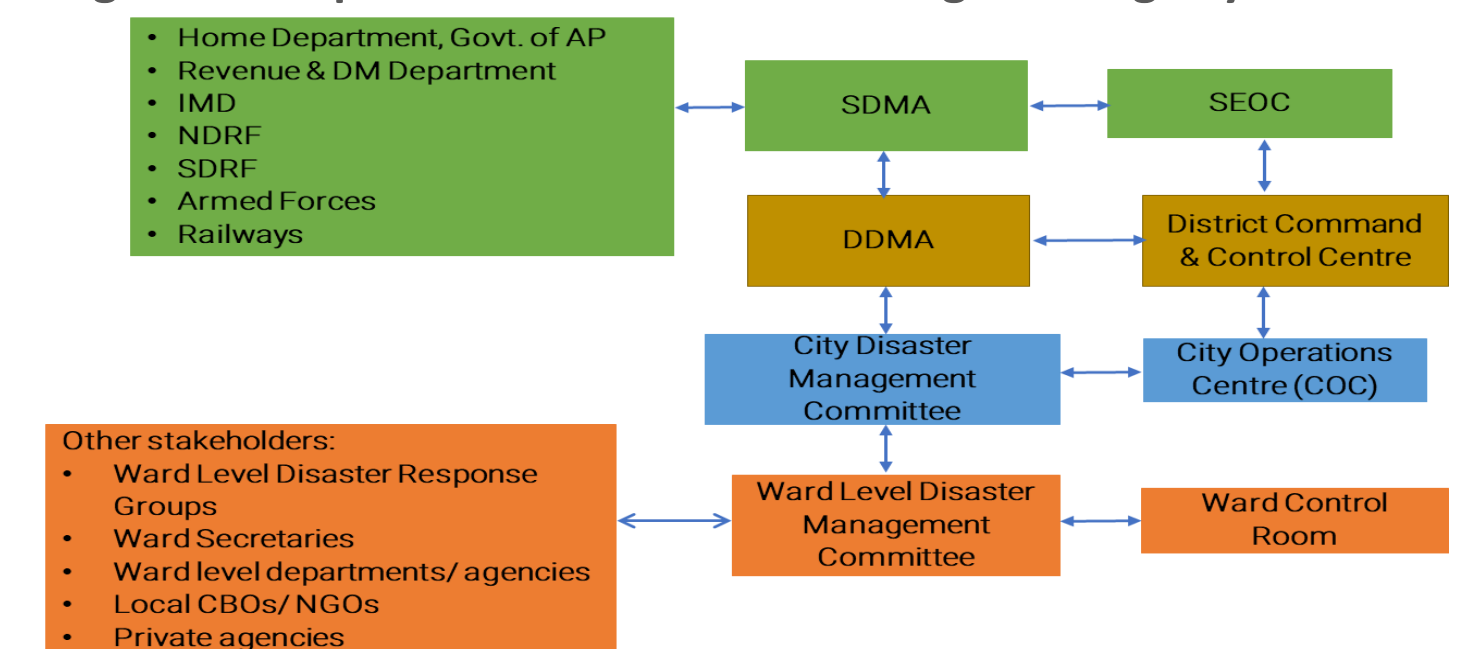 • Home Department, Govt. of AP
• Revenue & DM Department
• IMD
• NDRF
• SDRF
• Armed Forces
• Railways
SDMA
SEOC
DDMA
District Command
& Control Centre
City Disaster
Management
Committee
City Operations
Centre (COC)
Other stakeholders:
• Ward Level Disaster Response
Groups
• Ward Secretaries
• Ward level departments/ agencies
• Local CBOs/ NGOs
• Private agencies
Ward Level Disaster
Management
Committee
Ward Control
Room